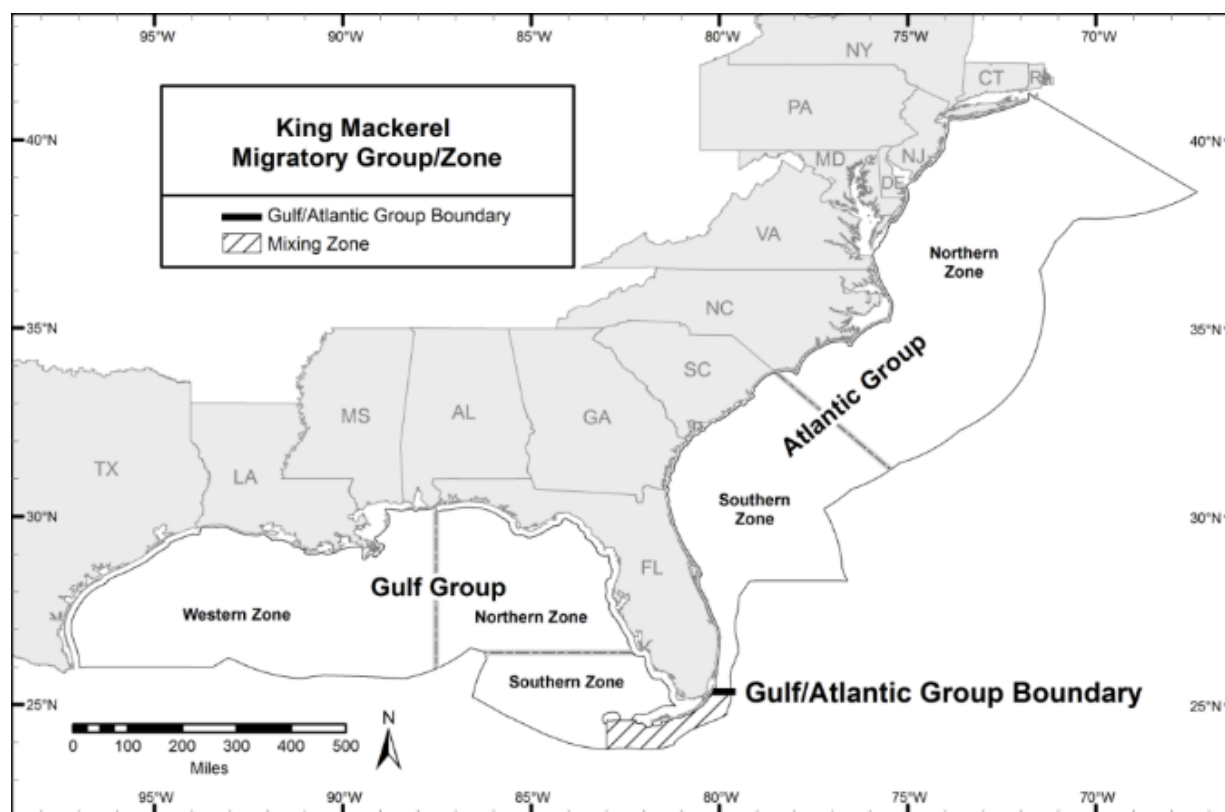 95°W 90°W 85°W 80°W 75°W 70°W
NY
CT
RI
PA
40°N
40°N
King Mackerel
Migratory Group/Zone
Gulf/Atlantic Group Boundary
Mixing Zone
MD
NJ
DE
VA
Northern
Zone
NC
35°N
35°N
SC
Atlantic Group
MS
AL
GA
TX
LA
Southern
Zone
30°N
30°N
FL
Gulf Group
Western Zone
Northern Zone
Southern Zone
Gulf/Atlantic Group Boundary
25°N
25°N
N
0 100 200 300 400 500
Miles
95°W 90°W 85°W 80°W 75°W 70°W